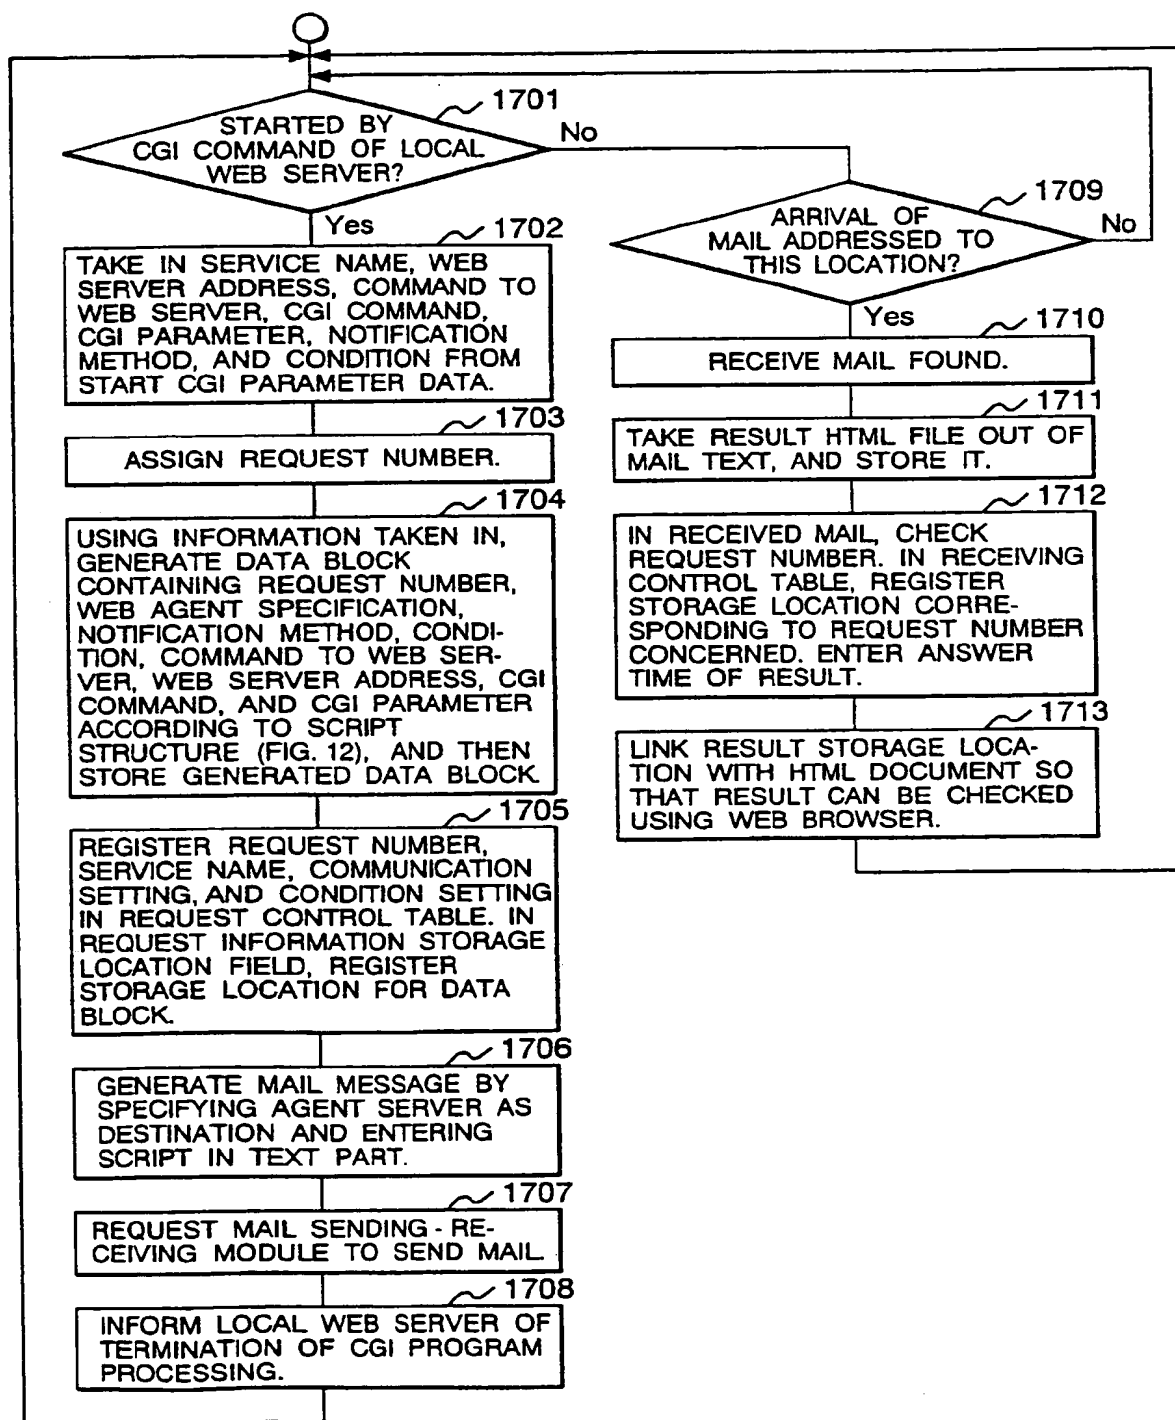 1701
STARTED BY
CGI COMMAND OF LOCAL
WEB SERVER?
No
Yes
1702
TAKE IN SERVICE NAME, WEB
SERVER ADDRESS, COMMAND TO
WEB SERVER, CGI COMMAND,
CGI PARAMETER, NOTIFICATION
METHOD, AND CONDITION FROM
START CGI PARAMETER DATA.
1703
ASSIGN REQUEST NUMBER.
1704
USING INFORMATION TAKEN IN,
GENERATE DATA BLOCK
CONTAINING REQUEST NUMBER,
WEB AGENT SPECIFICATION,
NOTIFICATION METHOD, CONDI-
TION, COMMAND TO WEB SER-
VER, WEB SERVER ADDRESS, CGI
COMMAND, AND CGI PARAMETER
ACCORDING TO SCRIPT
STRUCTURE (FIG. 12), AND THEN
STORE GENERATED DATA BLOCK.
1705
REGISTER REQUEST NUMBER,
SERVICE NAME, COMMUNICATION
SETTING, AND CONDITION SETTING
IN REQUEST CONTROL TABLE. IN
REQUEST INFORMATION STORAGE
LOCATION FIELD, REGISTER
STORAGE LOCATION FOR DATA
BLOCK.
1706
GENERATE MAIL MESSAGE BY
SPECIFYING AGENT SERVER AS
DESTINATION AND ENTERING
SCRIPT IN TEXT PART.
1707
REQUEST MAIL SENDING - RE-
CEIVING MODULE TO SEND MAIL
1708
INFORM LOCAL WEB SERVER OF
TERMINATION OF CGI PROGRAM
PROCESSING.
1709
ARRIVAL OF
MAIL ADDRESSED TO
THIS LOCATION?
No
Yes
1710
RECEIVE MAIL FOUND.
1711
TAKE RESULT HTML FILE OUT OF
MAIL TEXT, AND STORE IT.
1712
IN RECEIVED MAIL, CHECK
REQUEST NUMBER. IN RECEIVING
CONTROL TABLE, REGISTER
STORAGE LOCATION CORRE-
SPONDING TO REQUEST NUMBER
CONCERNED. ENTER ANSWER
TIME OF RESULT.
1713
LINK RESULT STORAGE LOCA-
TION WITH HTML DOCUMENT SO
THAT RESULT CAN BE CHECKED
USING WEB BROWSER.